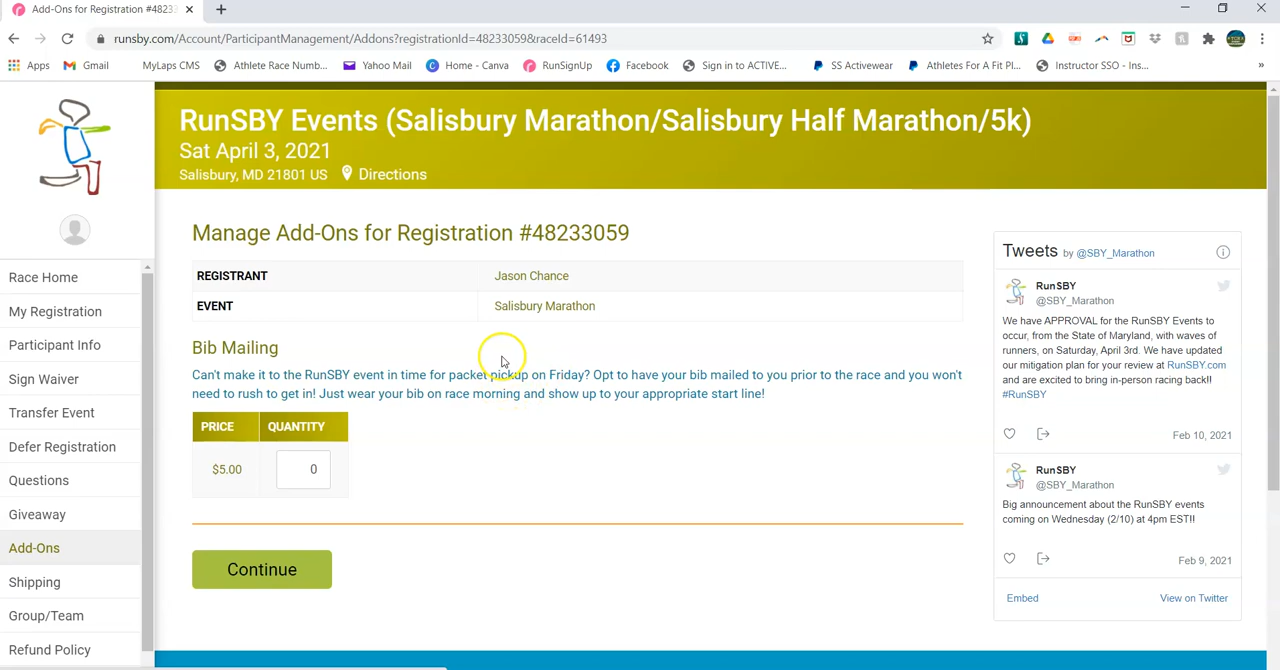 Add-Ons for Registration #4823
runsby.com/Account/ParticipantManagement/Addons?registrationId=48233059&raceId=61493
Apps
Gmail
MyLaps CMS
Athlete Race Numb...
Yahoo Mail
Home - Canva
RunSignUp
Facebook
Sign in to ACTIVE...
SS Activewear
Athletes For A Fit Pl...
Instructor SSO - Ins...
»
RunSBY Events (Salisbury Marathon/Salisbury Half Marathon/5k)
Sat April 3, 2021
Salisbury, MD 21801 US Directions
Race Home
My Registration
Participant Info
Sign Waiver
Transfer Event
Defer Registration
Questions
Giveaway
Add-Ons
Shipping
Group/Team
Refund Policy
Manage Add-Ons for Registration #48233059
REGISTRANT Jason Chance
EVENT Salisbury Marathon
Bib Mailing
Can't make it to the RunSBY event in time for packet pickup on Friday? Opt to have your bib mailed to you prior to the race and you won't
need to rush to get in! Just wear your bib on race morning and show up to your appropriate start line!
PRICE QUANTITY
$5.00 0
Continue
Tweets by @SBY_Marathon
RunSBY
@SBY_Marathon
We have APPROVAL for the RunSBY Events to
occur, from the State of Maryland, with waves of
runners, on Saturday, April 3rd. We have updated
our mitigation plan for your review at RunSBY.com
and are excited to bring in-person racing back!!
#RunSBY
Feb 10, 2021
RunSBY
@SBY_Marathon
Big announcement about the RunSBY events
coming on Wednesday (2/10) at 4pm EST!!
Feb 9, 2021
Embed View on Twitter